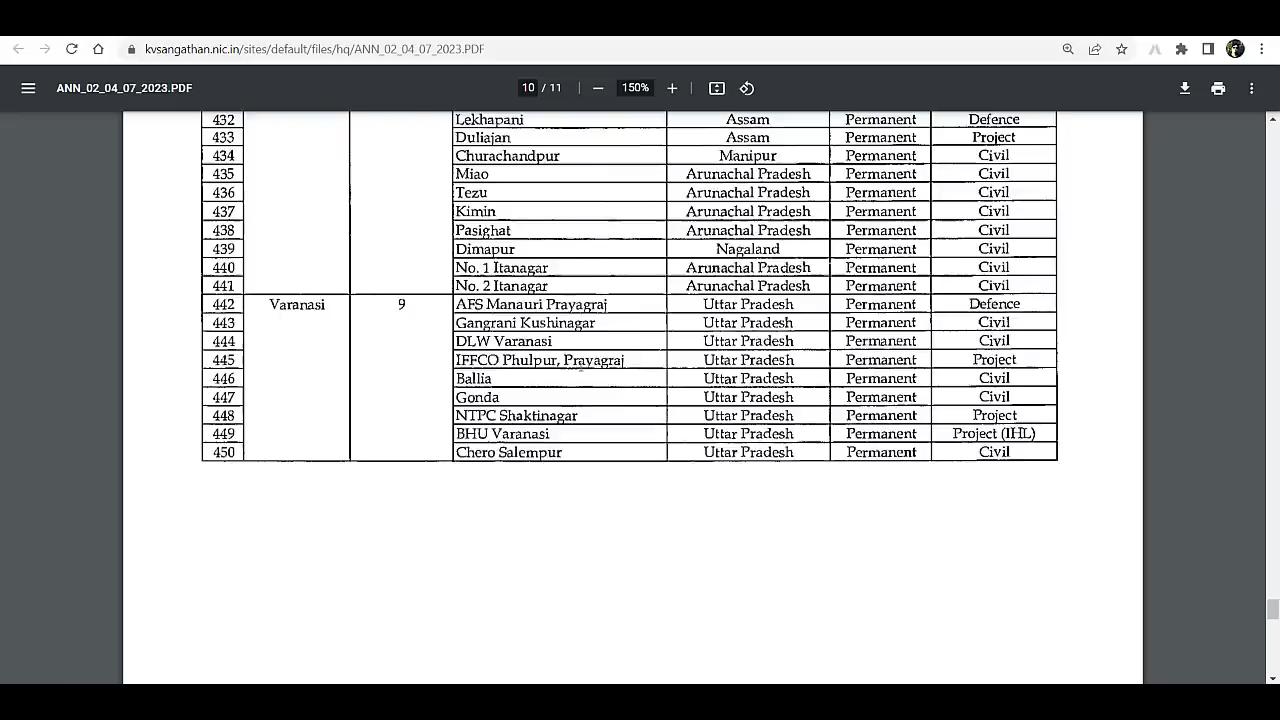 kvsangathan.nic.in/sites/default/files/hq/ANN_02_04_07_2023.PDF
ANN_02_04_07_2023.PDF 10 / 11 150%
432 Lekhapani Assam Permanent Defence
433 Duliajan Assam Permanent Project
434 Churachandpur Manipur Permanent Civil
435 Miao Arunachal Pradesh Permanent Civil
436 Tezu Arunachal Pradesh Permanent Civil
437 Kimin Arunachal Pradesh Permanent Civil
438 Pasighat Arunachal Pradesh Permanent Civil
439 Dimapur Nagaland Permanent Civil
440 No. 1 Itanagar Arunachal Pradesh Permanent Civil
441 No. 2 Itanagar Arunachal Pradesh Permanent Civil
442 Varanasi 9 AFS Manauri Prayagraj Uttar Pradesh Permanent Defence
443 Gangrani Kushinagar Uttar Pradesh Permanent Civil
444 DLW Varanasi Uttar Pradesh Permanent Civil
445 IFFCO Phulpur, Prayagraj Uttar Pradesh Permanent Project
446 Ballia Uttar Pradesh Permanent Civil
447 Gonda Uttar Pradesh Permanent Civil
448 NTPC Shaktinagar Uttar Pradesh Permanent Project
449 BHU Varanasi Uttar Pradesh Permanent Project (IHL)
450 Chero Salempur Uttar Pradesh Permanent Civil